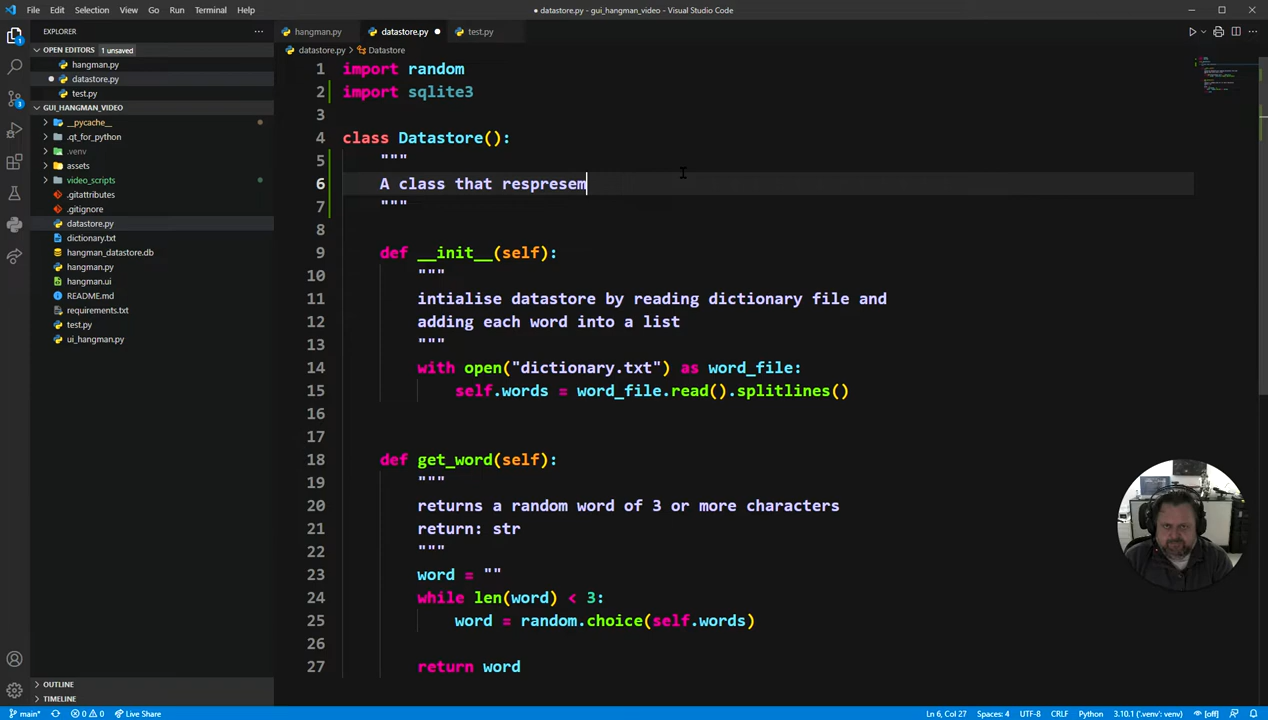 File Edit Selection View Go Run Terminal Help
● datastore.py - gui_hangman_video - Visual Studio Code
EXPLORER
OPEN EDITORS 1 unsaved
hangman.py
datastore.py
test.py
GUI_HANGMAN_VIDEO
__pycache__
.qt_for_python
.venv
assets
video_scripts
.gitattributes
.gitignore
datastore.py
dictionary.txt
hangman_datastore.db
hangman.py
hangman.ui
README.md
requirements.txt
test.py
ui_hangman.py
OUTLINE
TIMELINE
hangman.py datastore.py test.py
datastore.py > Datastore
1 import random
2 import sqlite3
3
4 class Datastore():
5 """
6 A class that respresem
7 """
8
9 def __init__(self):
10 """
11 intialise datastore by reading dictionary file and
12 adding each word into a list
13 """
14 with open("dictionary.txt") as word_file:
15 self.words = word_file.read().splitlines()
16
17
18 def get_word(self):
19 """
20 returns a random word of 3 or more characters
21 return: str
22 """
23 word = ""
24 while len(word) < 3:
25 word = random.choice(self.words)
26
27 return word
main* 0 0 Live Share
Ln 6, Col 27 Spaces: 4 UTF-8 CRLF Python 3.10.1 ('.venv': venv) [off]